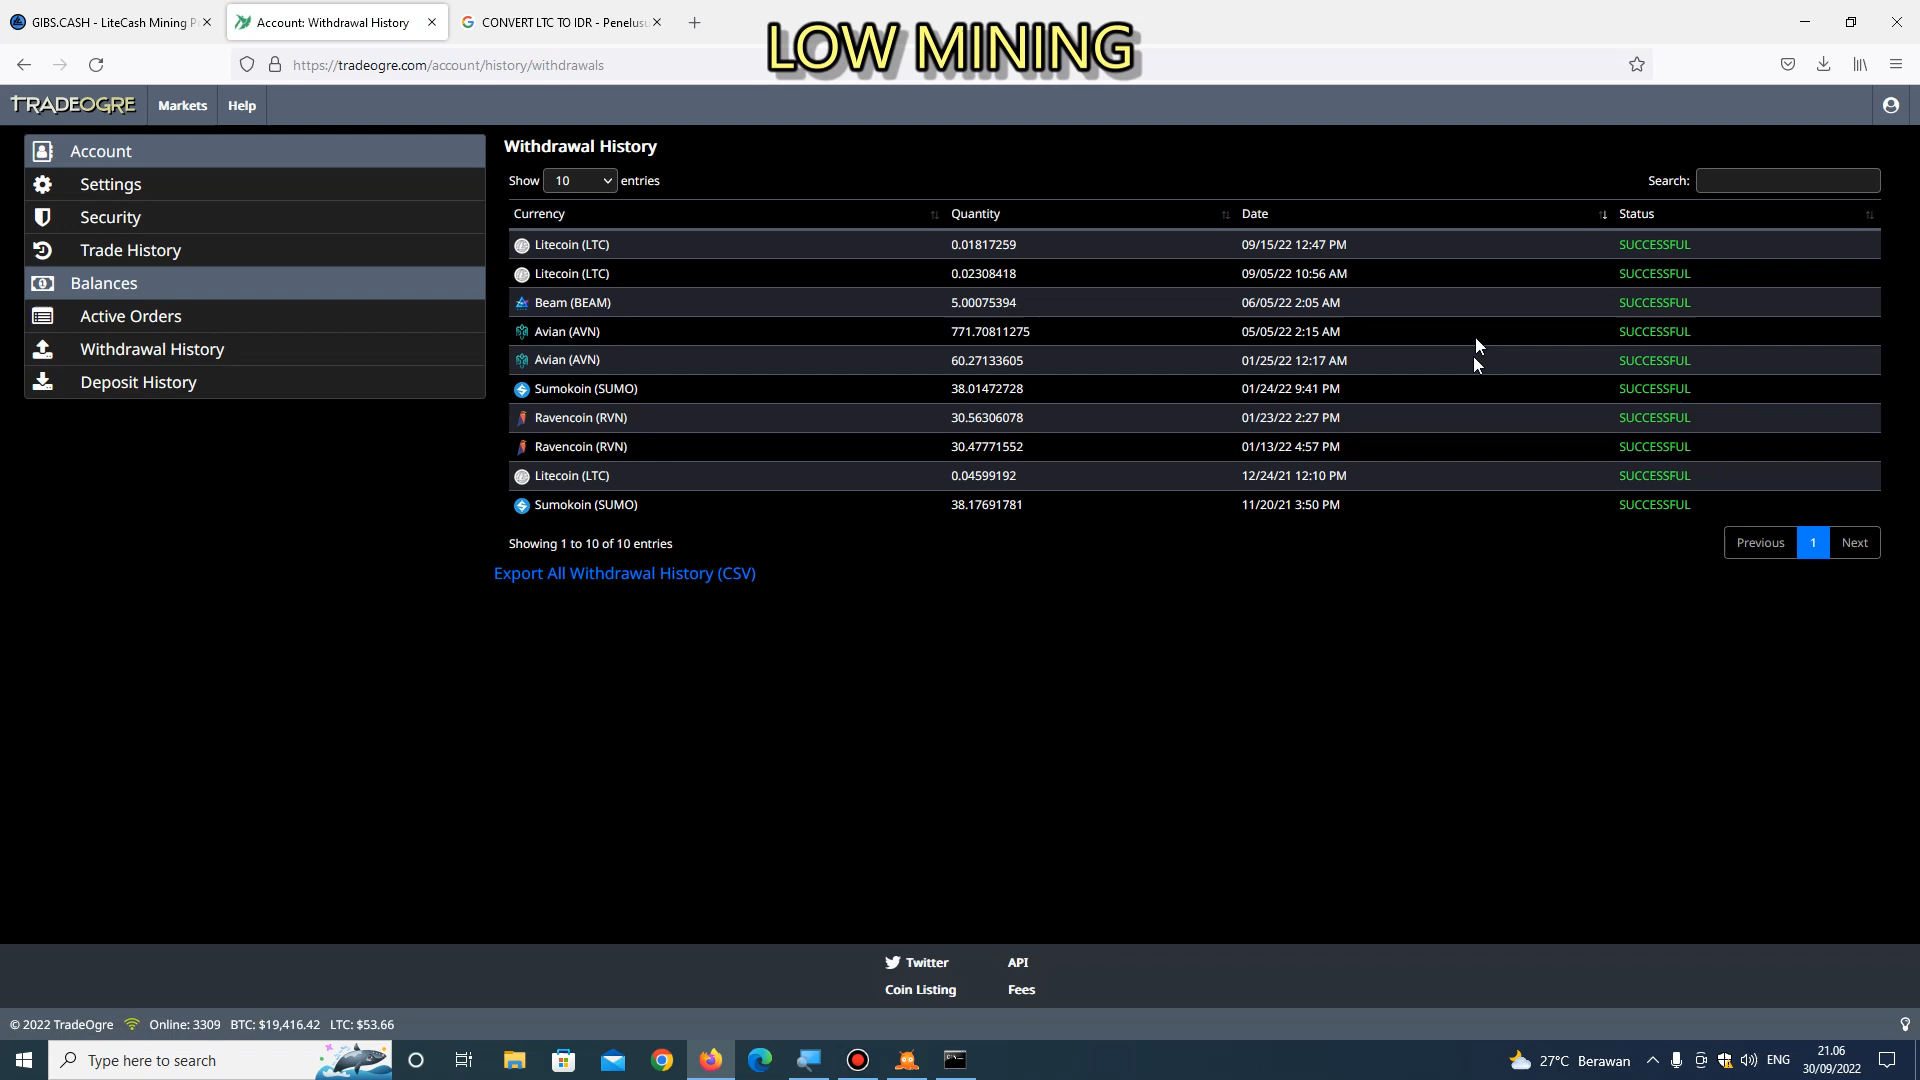 GIBS.CASH - LiteCash Mining P
Account: Withdrawal History
CONVERT LTC TO IDR - Penelusu
LOW MINING
https://tradeogre.com/account/history/withdrawals
TRADEOGRE
Markets
Help
Account
Settings
Security
Trade History
Balances
Active Orders
Withdrawal History
Deposit History
Withdrawal History
Show 10 entries
Search:
Currency Quantity Date Status
Litecoin (LTC) 0.01817259 09/15/22 12:47 PM SUCCESSFUL
Litecoin (LTC) 0.02308418 09/05/22 10:56 AM SUCCESSFUL
Beam (BEAM) 5.00075394 06/05/22 2:05 AM SUCCESSFUL
Avian (AVN) 771.70811275 05/05/22 2:15 AM SUCCESSFUL
Avian (AVN) 60.27133605 01/25/22 12:17 AM SUCCESSFUL
Sumokoin (SUMO) 38.01472728 01/24/22 9:41 PM SUCCESSFUL
Ravencoin (RVN) 30.56306078 01/23/22 2:27 PM SUCCESSFUL
Ravencoin (RVN) 30.47771552 01/13/22 4:57 PM SUCCESSFUL
Litecoin (LTC) 0.04599192 12/24/21 12:10 PM SUCCESSFUL
Sumokoin (SUMO) 38.17691781 11/20/21 3:50 PM SUCCESSFUL
Showing 1 to 10 of 10 entries
Previous 1 Next
Export All Withdrawal History (CSV)
Twitter API
Coin Listing Fees
© 2022 TradeOgre Online: 3309 BTC: $19,416.42 LTC: $53.66
Type here to search
27°C Berawan
ENG
21.06
30/09/2022